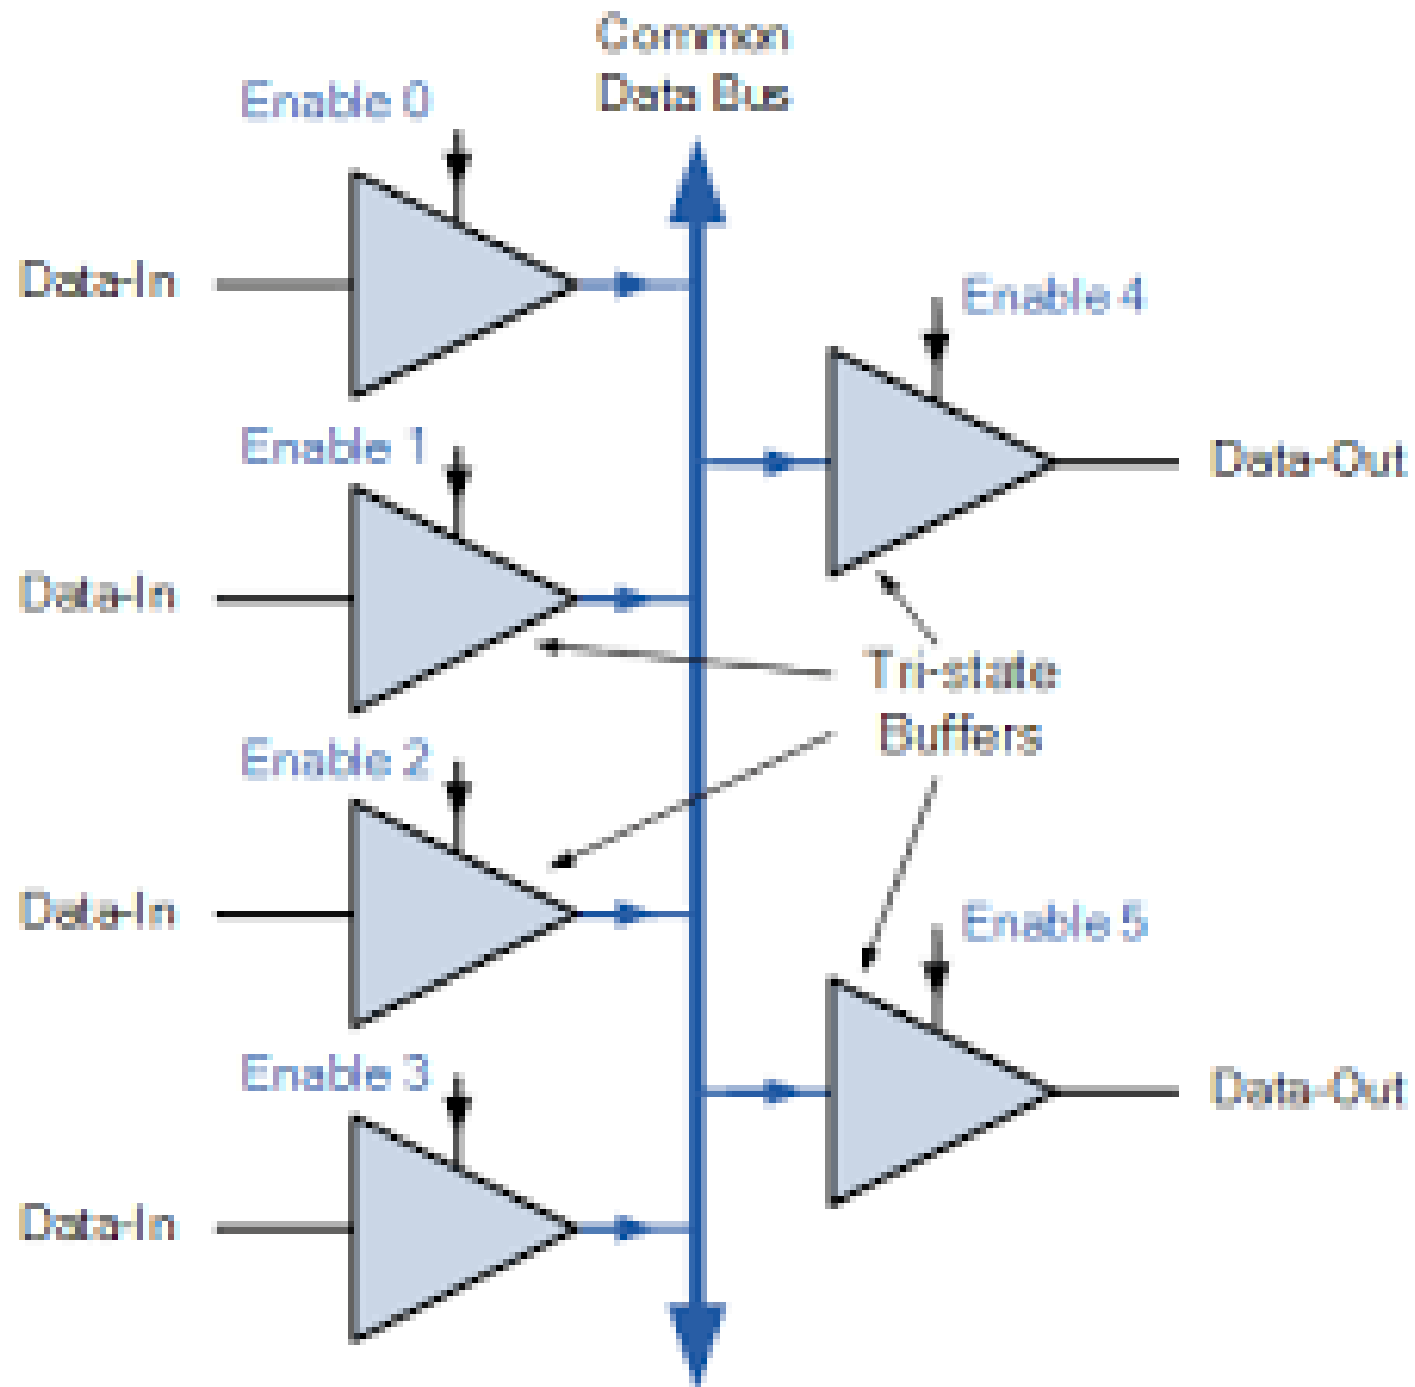 Common
Data Bus
Enable 0
Data-In
Enable 4
Enable 1
Data-Out
Data-In
Tri-state
Buffers
Enable 2
Data-In
Enable 5
Enable 3
Data-Out
Data-In